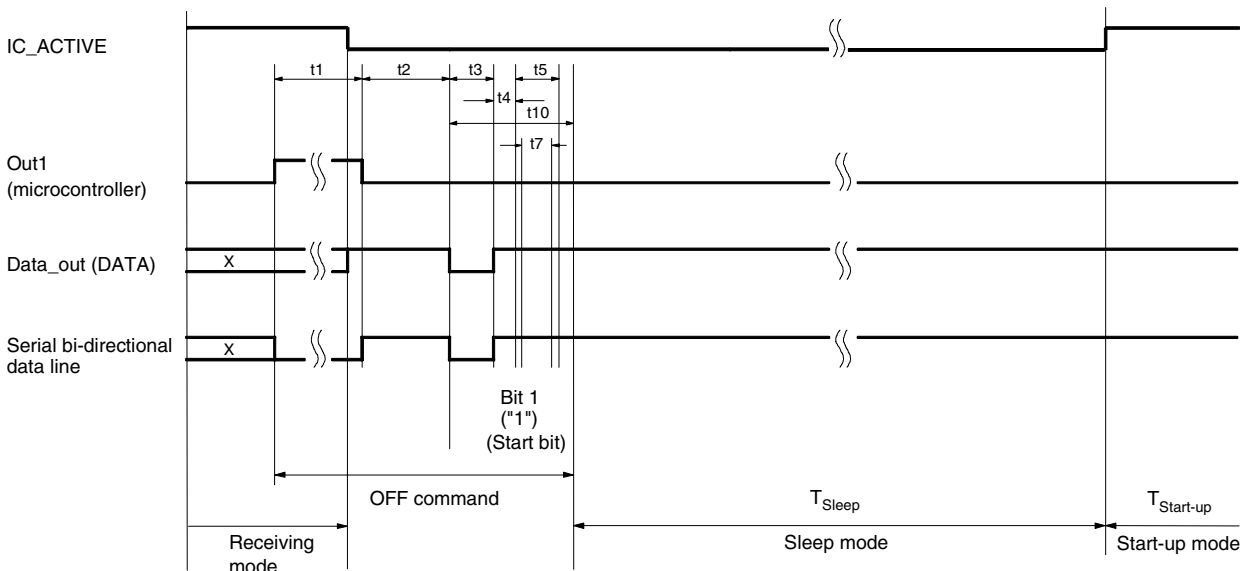 IC_ACTIVE
t1
t2
t3
t5
t4
t10
t7
Out1
(microcontroller)
Data_out (DATA)
X
Serial bi-directional
data line
X
Bit 1
("1")
(Start bit)
OFF command
TSleep
TStart-up
Receiving
mode
Sleep mode
Start-up mode